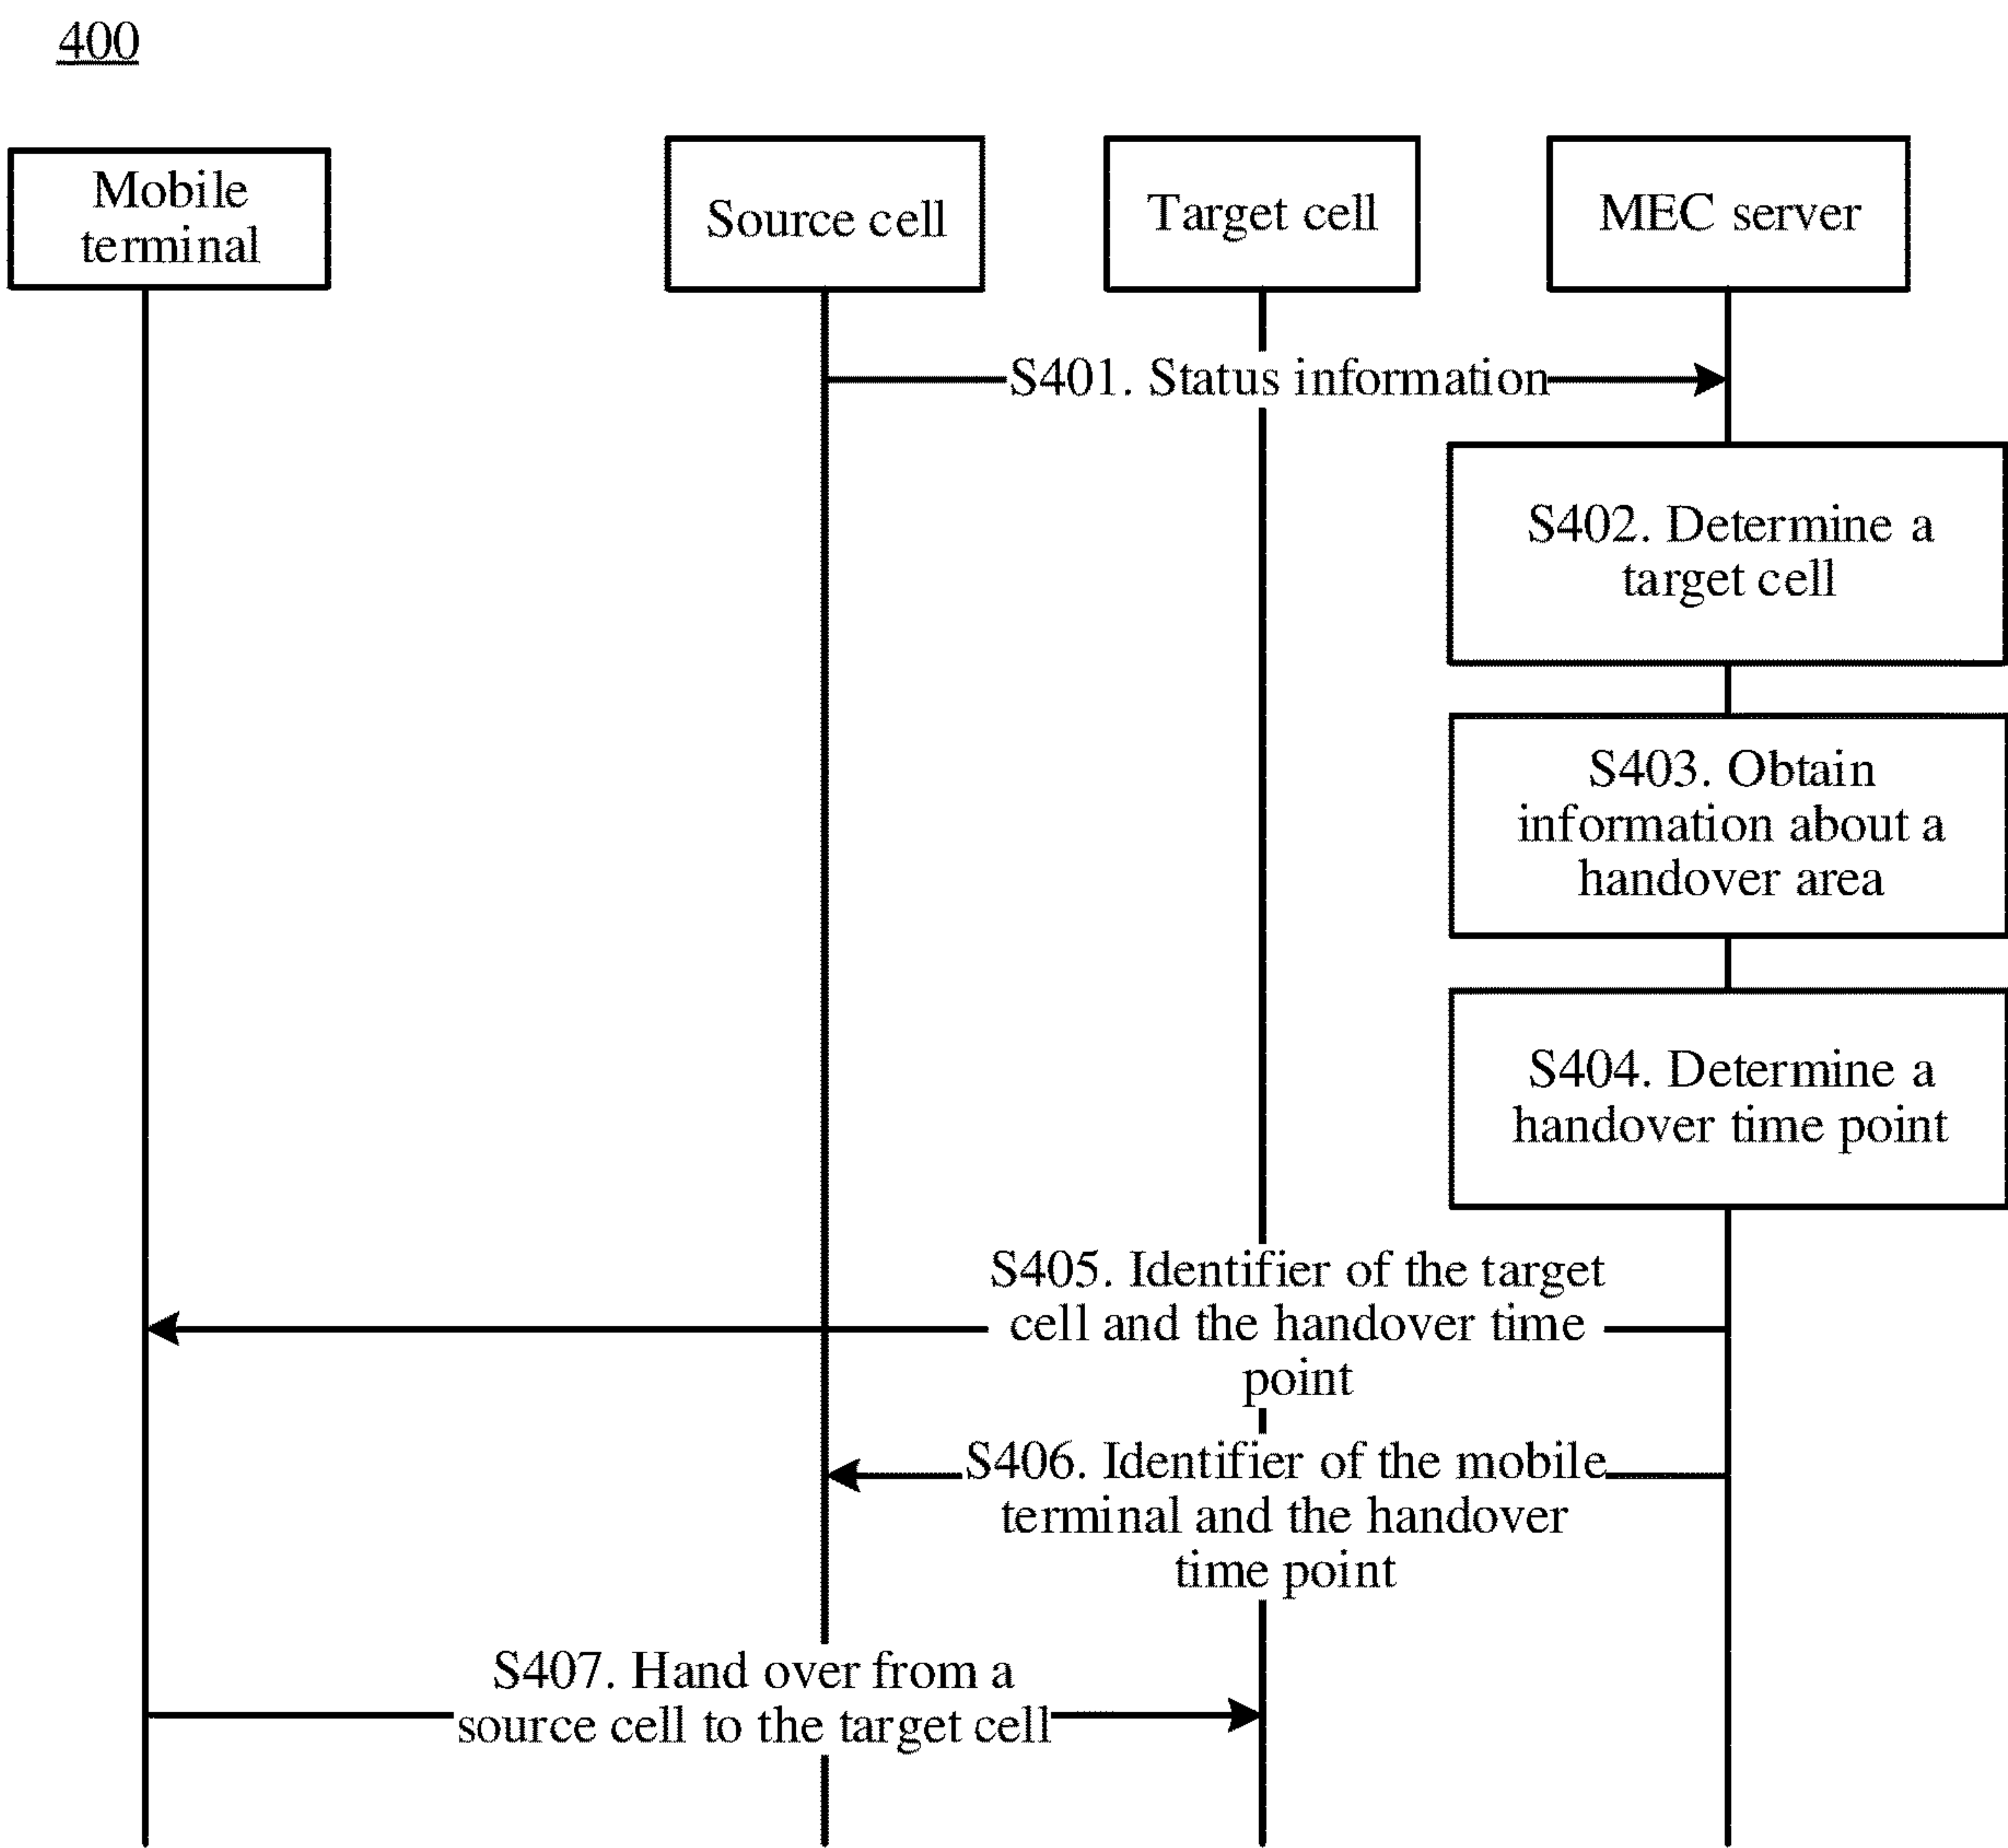 400
Mobile
terminal
Source cell
Target cell
MEC server
S401. Status information
S402. Determine a
target cell
S403. Obtain
information about a
handover area
S404. Determine a
handover time point
S405. Identifier of the target
cell and the handover time
point
S406. Identifier of the mobile
terminal and the handover
time point
S407. Hand over from a
source cell to the target cell